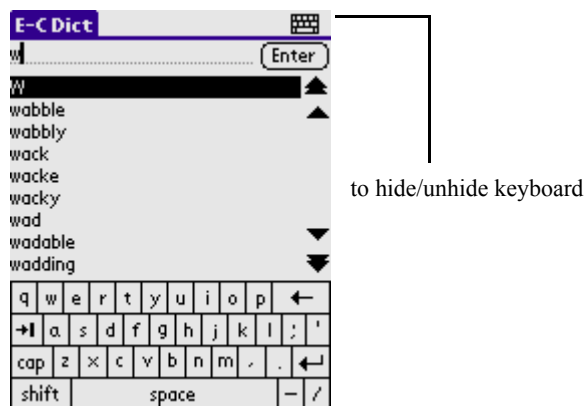 E-C Dict
w Enter
W
wabble
wabbly
wack
wacke
wacky
wad
wadable
wadding
to hide/unhide keyboard
q w e r t y u i o p
a s d f g h j k l ; '
cap z x c v b n m , .
shift space - /